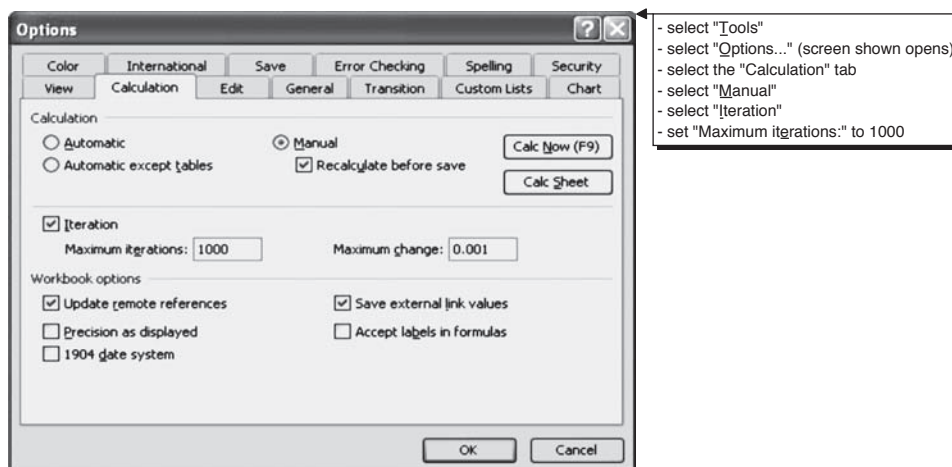 Options
Color International Save Error Checking Spelling Security
View Calculation Edit General Transition Custom Lists Chart
Calculation
Automatic Manual Calc Now (F9)
Automatic except tables Recalculate before save
Calc Sheet
Iteration
Maximum iterations: 1000 Maximum change: 0.001
Workbook options
Update remote references Save external link values
Precision as displayed Accept labels in formulas
1904 date system
OK Cancel
- select "Tools"
- select "Options..." (screen shown opens)
- select the "Calculation" tab
- select "Manual"
- select "Iteration"
- set "Maximum iterations:" to 1000